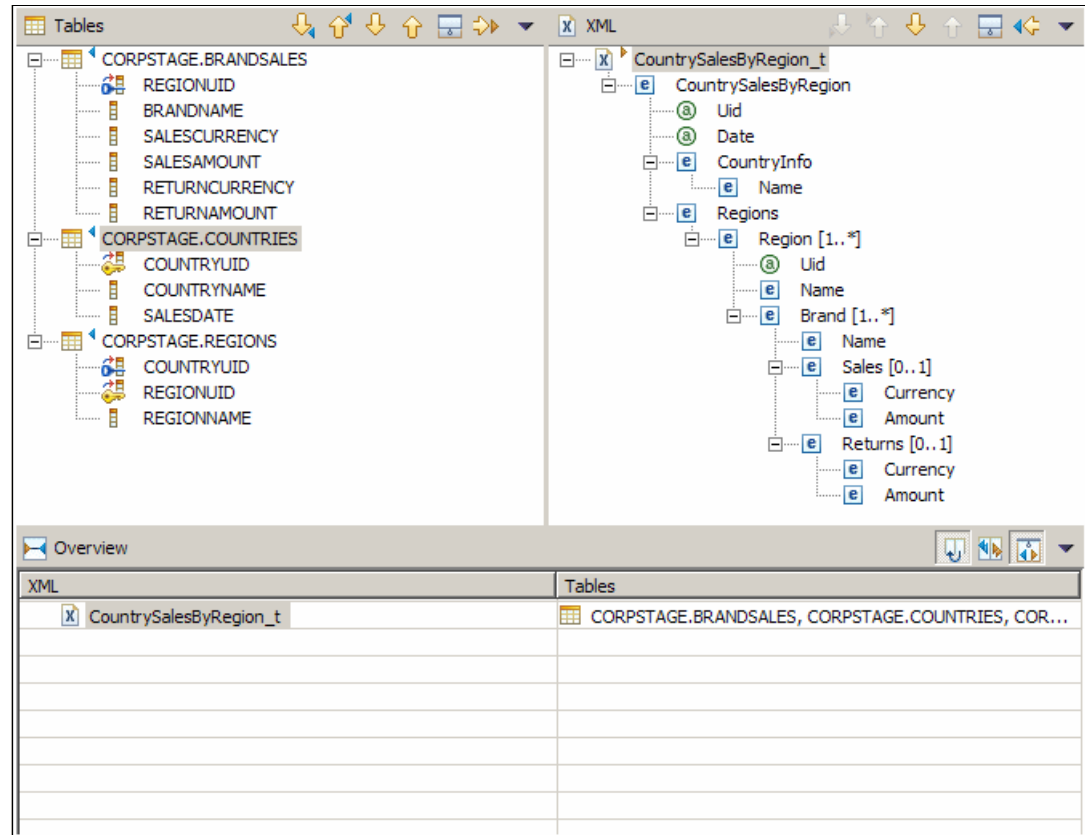 Tables
CORPSTAGE.BRANDSALES
REGIONUID
BRANDNAME
SALESCURRENCY
SALESAMOUNT
RETURNCURRENCY
RETURNAMOUNT
CORPSTAGE.COUNTRIES
COUNTRYUID
COUNTRYNAME
SALESDATE
CORPSTAGE.REGIONS
COUNTRYUID
REGIONUID
REGIONNAME
XML
CountrySalesByRegion_t
CountrySalesByRegion
Uid
Date
CountryInfo
Name
Regions
Region [1..*]
Uid
Name
Brand [1..*]
Name
Sales [0..1]
Currency
Amount
Returns [0..1]
Currency
Amount
Overview
XML Tables
CountrySalesByRegion_t CORPSTAGE.BRANDSALES, CORPSTAGE.COUNTRIES, COR...